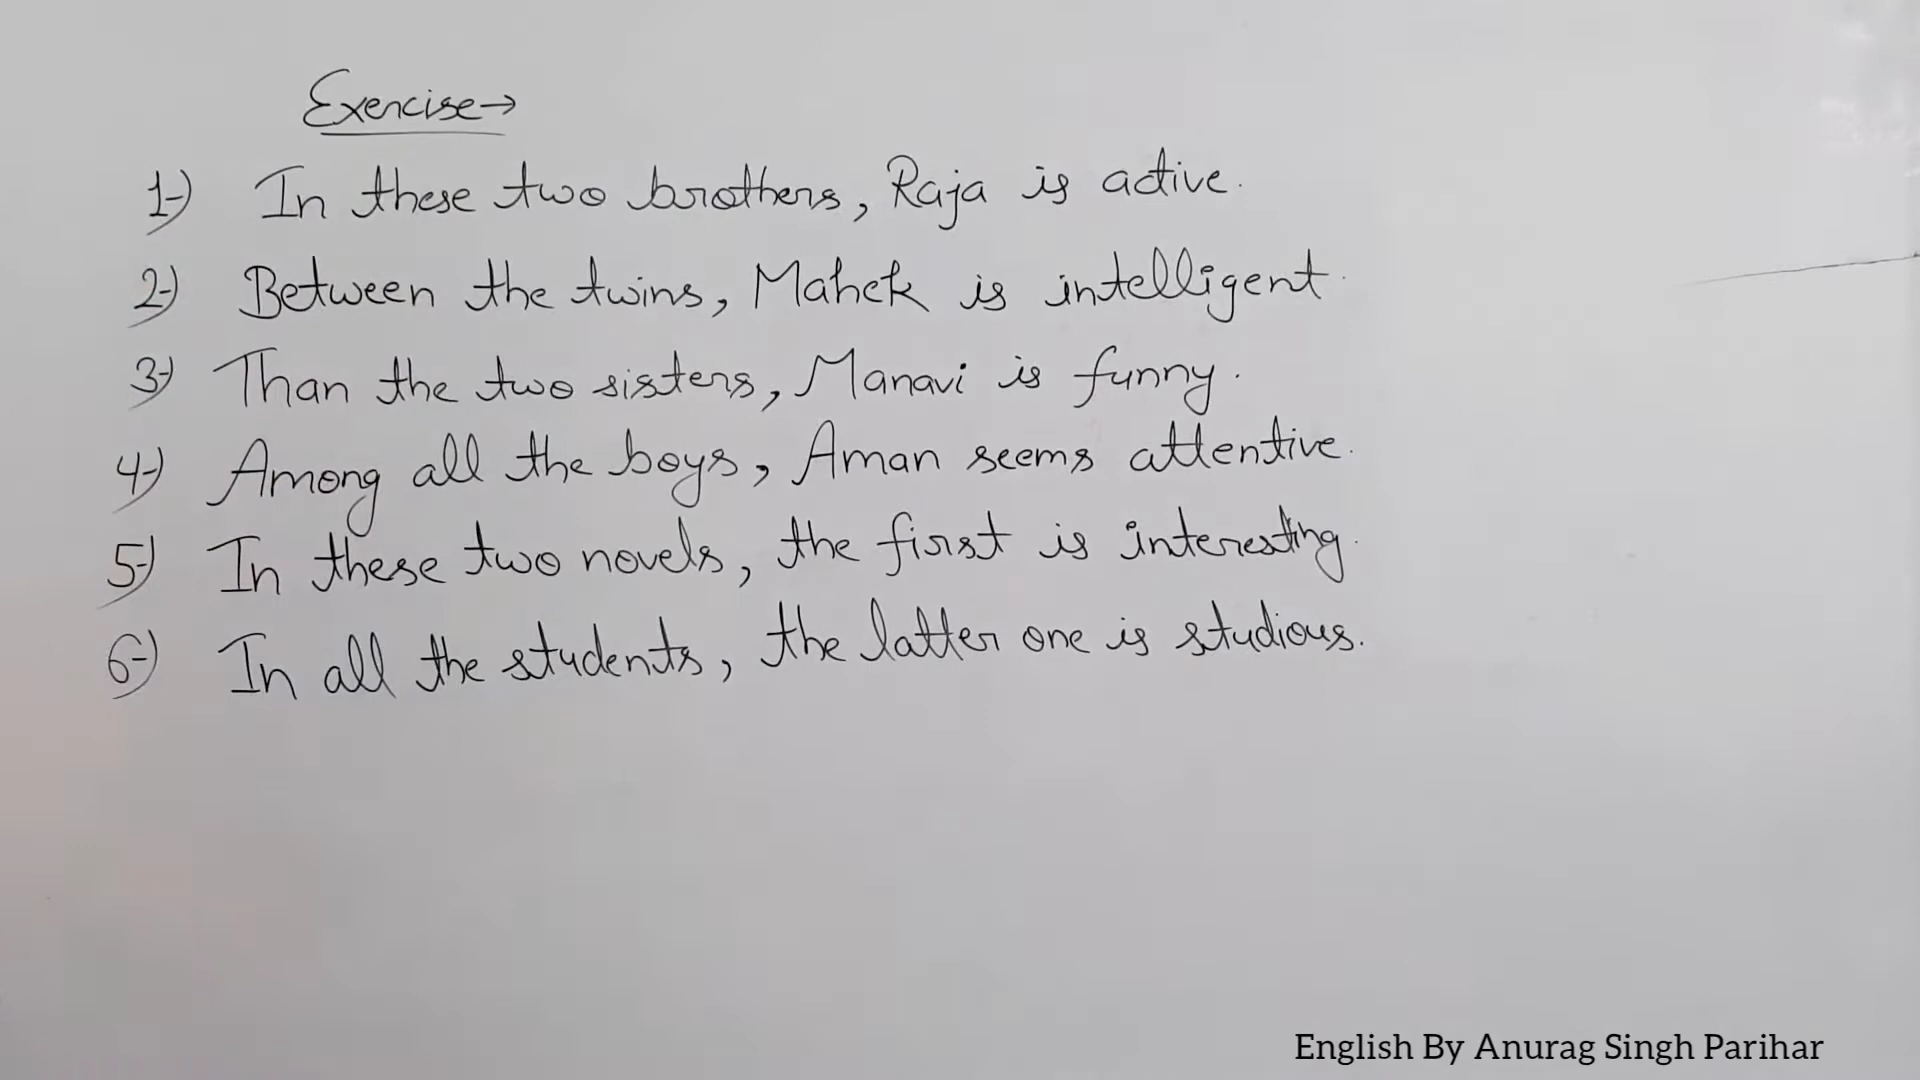 Exercise→
1-) In these two brothers, Raja is active.
2-) Between the twins, Mahek is intelligent.
3-) Than the two sisters, Manavi is funny.
4-) Among all the boys, Aman seems attentive.
5-) In these two novels, the first is interesting.
6-) In all the students, the latter one is studious.
English By Anurag Singh Parihar